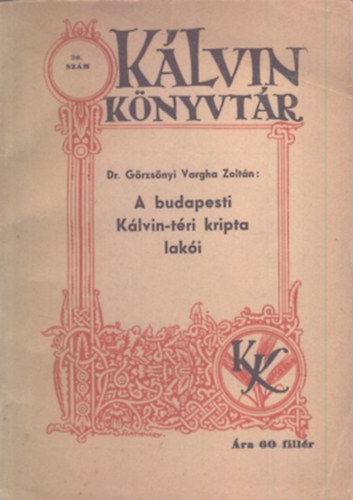 36.
SZÁM
KÁLVIN
KÖNYVTÁR
Dr. Görzsönyi Vargha Zoltán:
A budapesti
Kálvin-téri kripta
lakói
KK
Ára 60 fillér